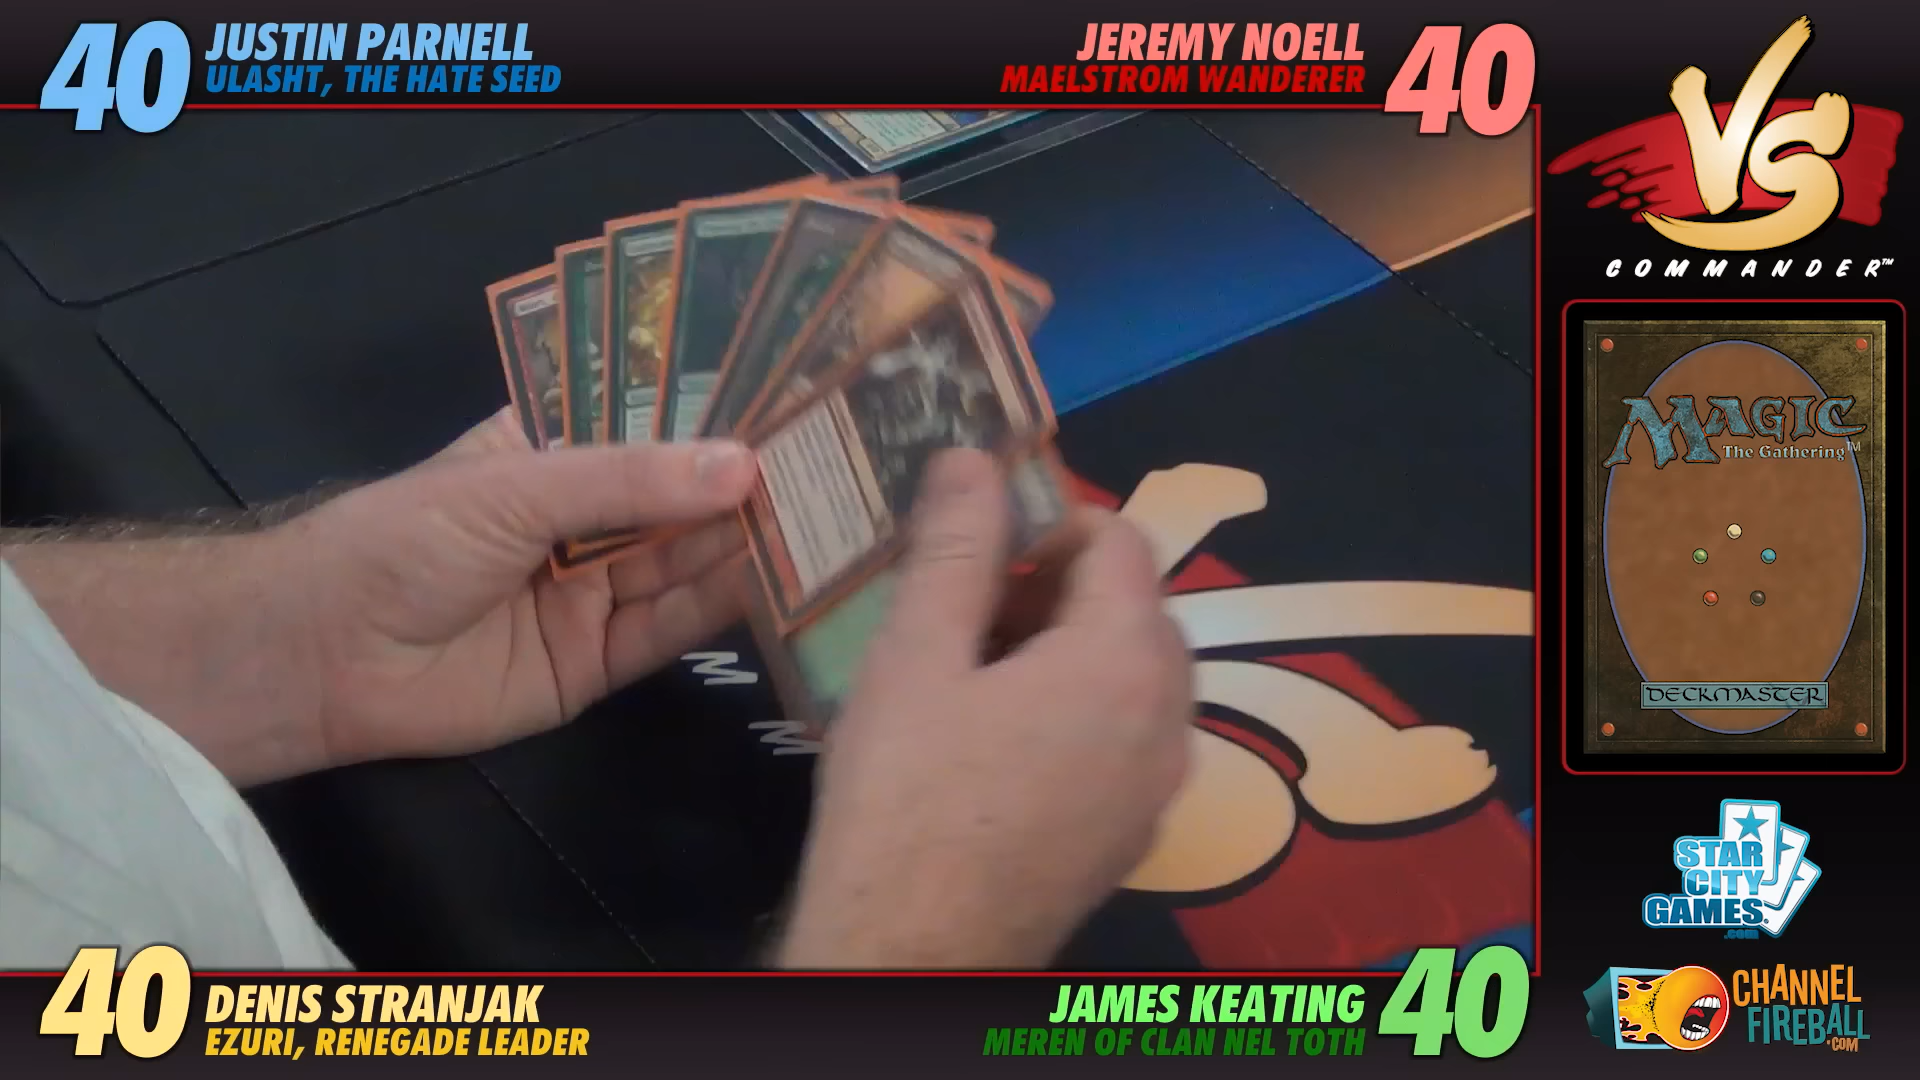 40
JUSTIN PARNELL
ULASHT, THE HATE SEED
JEREMY NOELL
MAELSTROM WANDERER
40
VS
COMMANDER™
MAGIC
The Gathering™
DECKMASTER
STAR
CITY
GAMES.
.com
CHANNEL
FIREBALL
.COM
40
DENIS STRANJAK
EZURI, RENEGADE LEADER
JAMES KEATING
MEREN OF CLAN NEL TOTH
40